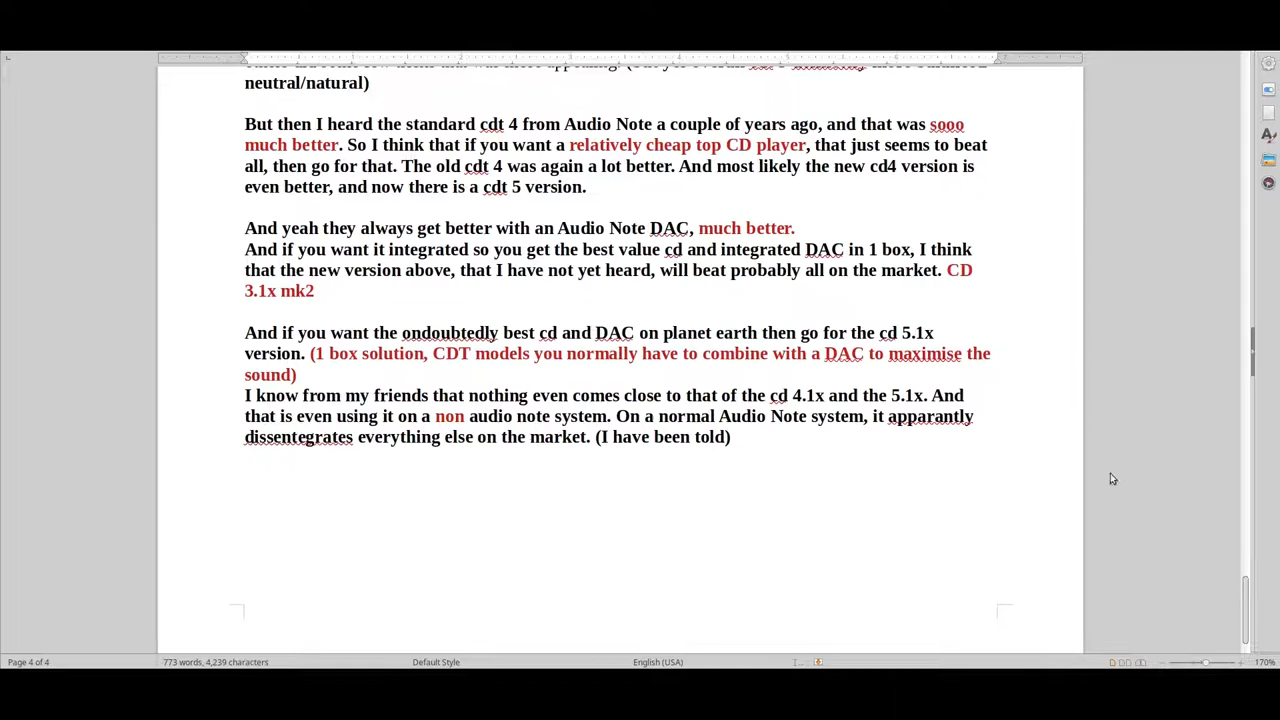 neutral/natural)
But then I heard the standard cdt 4 from Audio Note a couple of years ago, and that was sooo
much better. So I think that if you want a relatively cheap top CD player, that just seems to beat
all, then go for that. The old cdt 4 was again a lot better. And most likely the new cd4 version is
even better, and now there is a cdt 5 version.
And yeah they always get better with an Audio Note DAC, much better.
And if you want it integrated so you get the best value cd and integrated DAC in 1 box, I think
that the new version above, that I have not yet heard, will beat probably all on the market. CD
3.1x mk2
And if you want the ondoubtedly best cd and DAC on planet earth then go for the cd 5.1x
version. (1 box solution, CDT models you normally have to combine with a DAC to maximise the
sound)
I know from my friends that nothing even comes close to that of the cd 4.1x and the 5.1x. And
that is even using it on a non audio note system. On a normal Audio Note system, it apparantly
dissentegrates everything else on the market. (I have been told)
Page 4 of 4 773 words, 4,239 characters Default Style English (USA) 170%